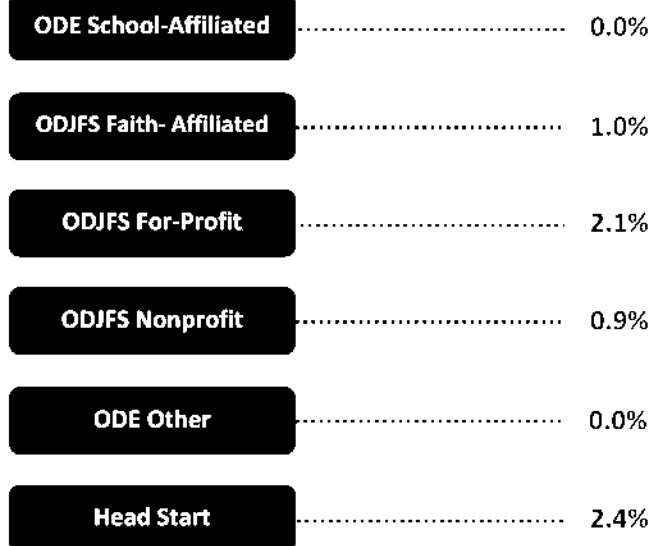 ODE School-Affiliated ................ 0.0%
ODJFS Faith- Affiliated ................ 1.0%
ODJFS For-Profit ................ 2.1%
ODJFS Nonprofit ................ 0.9%
ODE Other ................ 0.0%
Head Start ................ 2.4%